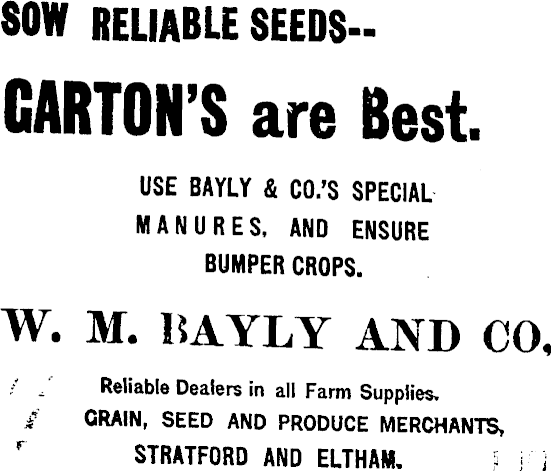 SOW RELIABLE SEEDS--
GARTON'S are Best.
USE BAYLY & CO.'S SPECIAL
MANURES, AND ENSURE
BUMPER CROPS.
W. M. BAYLY AND CO,
Reliable Dealers in all Farm Supplies.
GRAIN, SEED AND PRODUCE MERCHANTS,
STRATFORD AND ELTHAM.